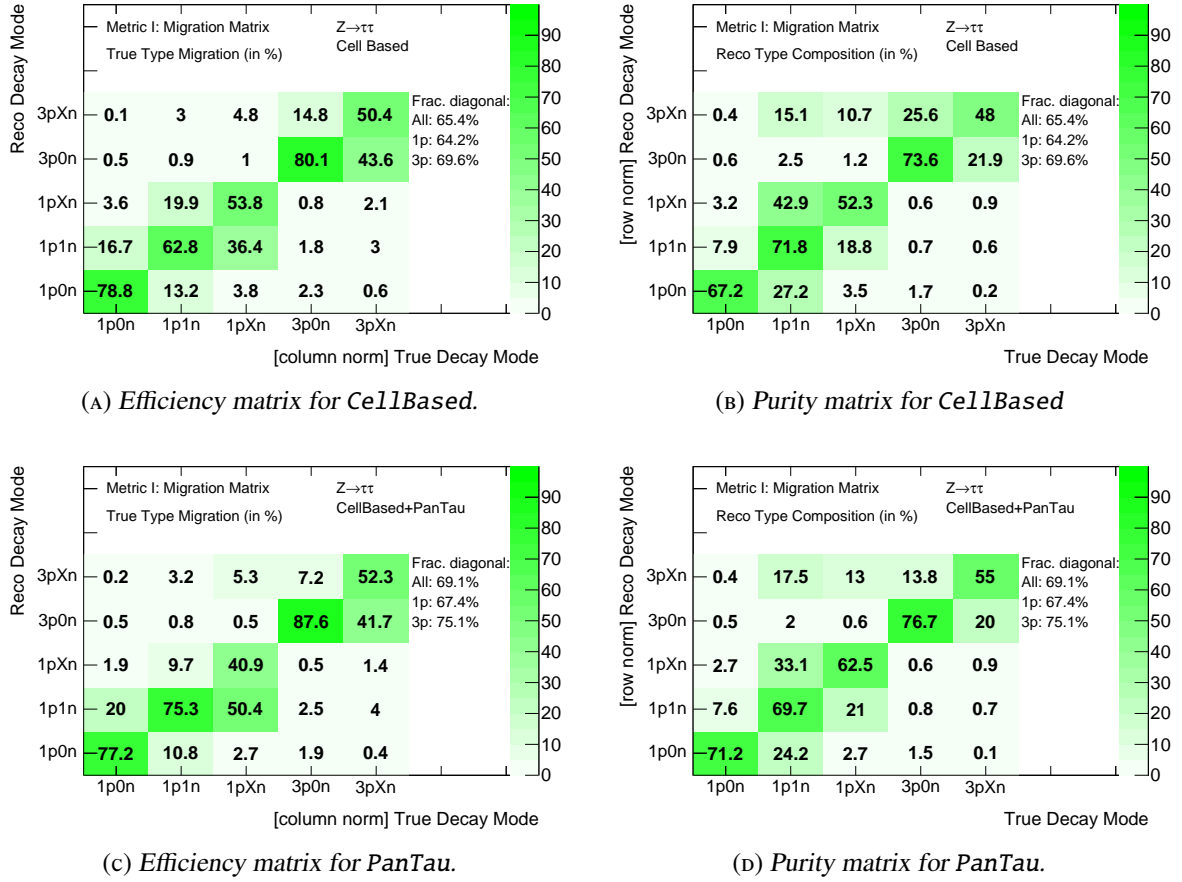 Metric I: Migration Matrix
True Type Migration (in %)
Z→ττ
Cell Based
Reco Decay Mode
3pXn 0.1 3 4.8 14.8 50.4
3p0n 0.5 0.9 1 80.1 43.6
1pXn 3.6 19.9 53.8 0.8 2.1
1p1n 16.7 62.8 36.4 1.8 3
1p0n 78.8 13.2 3.8 2.3 0.6
1p0n 1p1n 1pXn 3p0n 3pXn
Frac. diagonal:
All: 65.4%
1p: 64.2%
3p: 69.6%
90
80
70
60
50
40
30
20
10
0
[column norm] True Decay Mode
(A) Efficiency matrix for CellBased.
Metric I: Migration Matrix
Reco Type Composition (in %)
Z→ττ
Cell Based
[row norm] Reco Decay Mode
3pXn 0.4 15.1 10.7 25.6 48
3p0n 0.6 2.5 1.2 73.6 21.9
1pXn 3.2 42.9 52.3 0.6 0.9
1p1n 7.9 71.8 18.8 0.7 0.6
1p0n 67.2 27.2 3.5 1.7 0.2
1p0n 1p1n 1pXn 3p0n 3pXn
Frac. diagonal:
All: 65.4%
1p: 64.2%
3p: 69.6%
90
80
70
60
50
40
30
20
10
0
True Decay Mode
(B) Purity matrix for CellBased
Metric I: Migration Matrix
True Type Migration (in %)
Z→ττ
CellBased+PanTau
Reco Decay Mode
3pXn 0.2 3.2 5.3 7.2 52.3
3p0n 0.5 0.8 0.5 87.6 41.7
1pXn 1.9 9.7 40.9 0.5 1.4
1p1n 20 75.3 50.4 2.5 4
1p0n 77.2 10.8 2.7 1.9 0.4
1p0n 1p1n 1pXn 3p0n 3pXn
Frac. diagonal:
All: 69.1%
1p: 67.4%
3p: 75.1%
90
80
70
60
50
40
30
20
10
0
[column norm] True Decay Mode
(C) Efficiency matrix for PanTau.
Metric I: Migration Matrix
Reco Type Composition (in %)
Z→ττ
CellBased+PanTau
[row norm] Reco Decay Mode
3pXn 0.4 17.5 13 13.8 55
3p0n 0.5 2 0.6 76.7 20
1pXn 2.7 33.1 62.5 0.6 0.9
1p1n 7.6 69.7 21 0.8 0.7
1p0n 71.2 24.2 2.7 1.5 0.1
1p0n 1p1n 1pXn 3p0n 3pXn
Frac. diagonal:
All: 69.1%
1p: 67.4%
3p: 75.1%
90
80
70
60
50
40
30
20
10
0
True Decay Mode
(D) Purity matrix for PanTau.